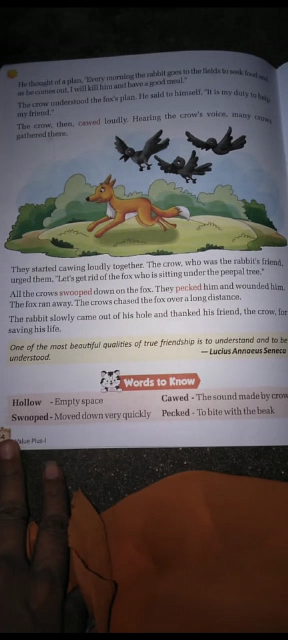 He thought of a plan, "Every morning the rabbit goes to the fields to seek food and
as he comes out, I will kill him and have a good meal."
The crow understood the fox's plan. He said to himself, "It is my duty to help
my friend."
The crow, then, cawed loudly. Hearing the crow's voice, many crows
gathered there.
They started cawing loudly together. The crow, who was the rabbit's friend,
urged them, "Let's get rid of the fox who is sitting under the peepal tree."
All the crows swooped down on the fox. They pecked him and wounded him.
The fox ran away. The crows chased the fox over a long distance.
The rabbit slowly came out of his hole and thanked his friend, the crow, for
saving his life.
One of the most beautiful qualities of true friendship is to understand and to be
understood.
— Lucius Annaeus Seneca
Words to Know
Hollow - Empty space
Cawed - The sound made by crow
Swooped - Moved down very quickly
Pecked - To bite with the beak
Value Plus-